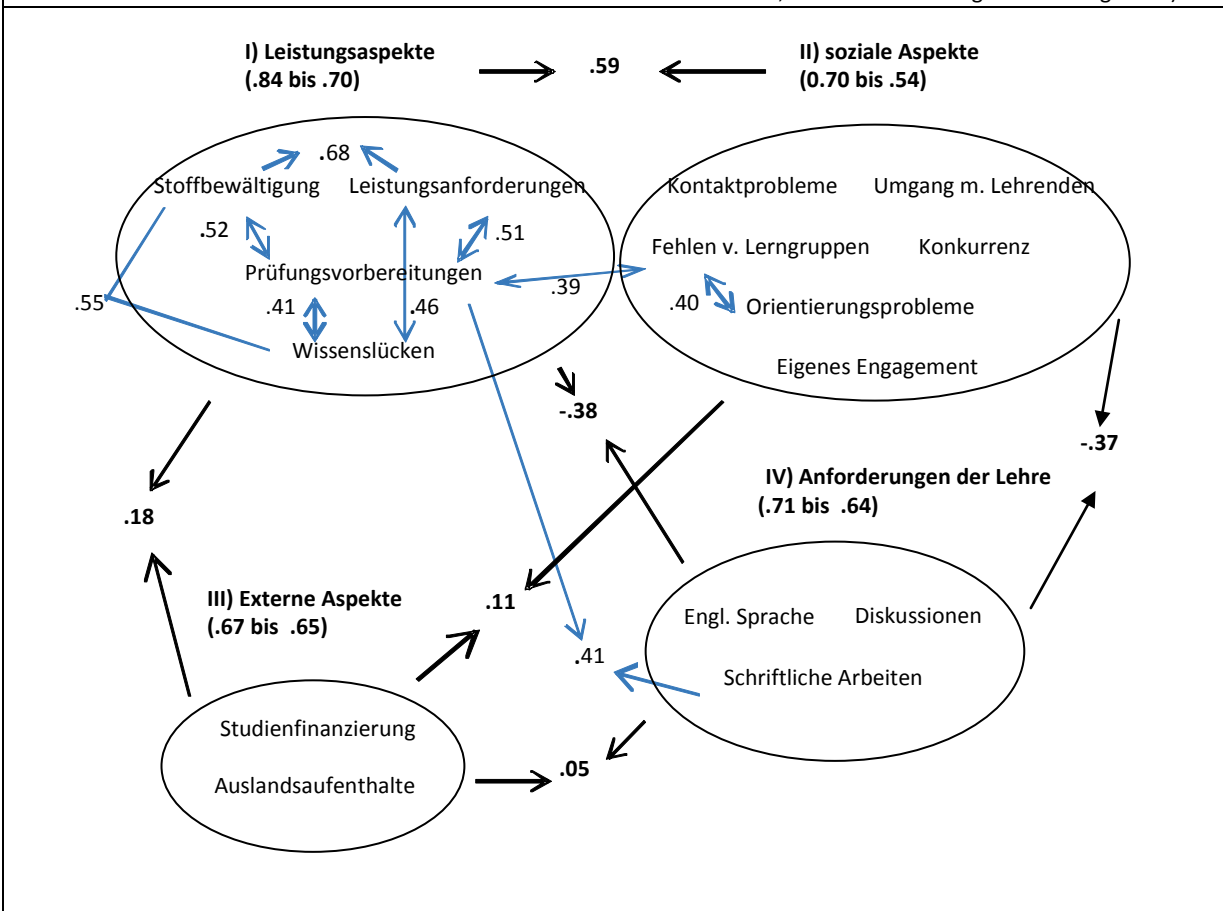 I) Leistungsaspekte
(.84 bis .70)
.59
II) soziale Aspekte
(0.70 bis .54)
.68
Stoffbewältigung
Leistungsanforderungen
.52
.51
Prüfungsvorbereitungen
.55
.41
.46
Wissenslücken
.39
Kontaktprobleme
Umgang m. Lehrenden
Fehlen v. Lerngruppen
Konkurrenz
.40
Orientierungsprobleme
Eigenes Engagement
-.38
-.37
IV) Anforderungen der Lehre
(.71 bis .64)
.18
III) Externe Aspekte
(.67 bis .65)
.11
.41
Engl. Sprache
Diskussionen
Schriftliche Arbeiten
Studienfinanzierung
Auslandsaufenthalte
.05